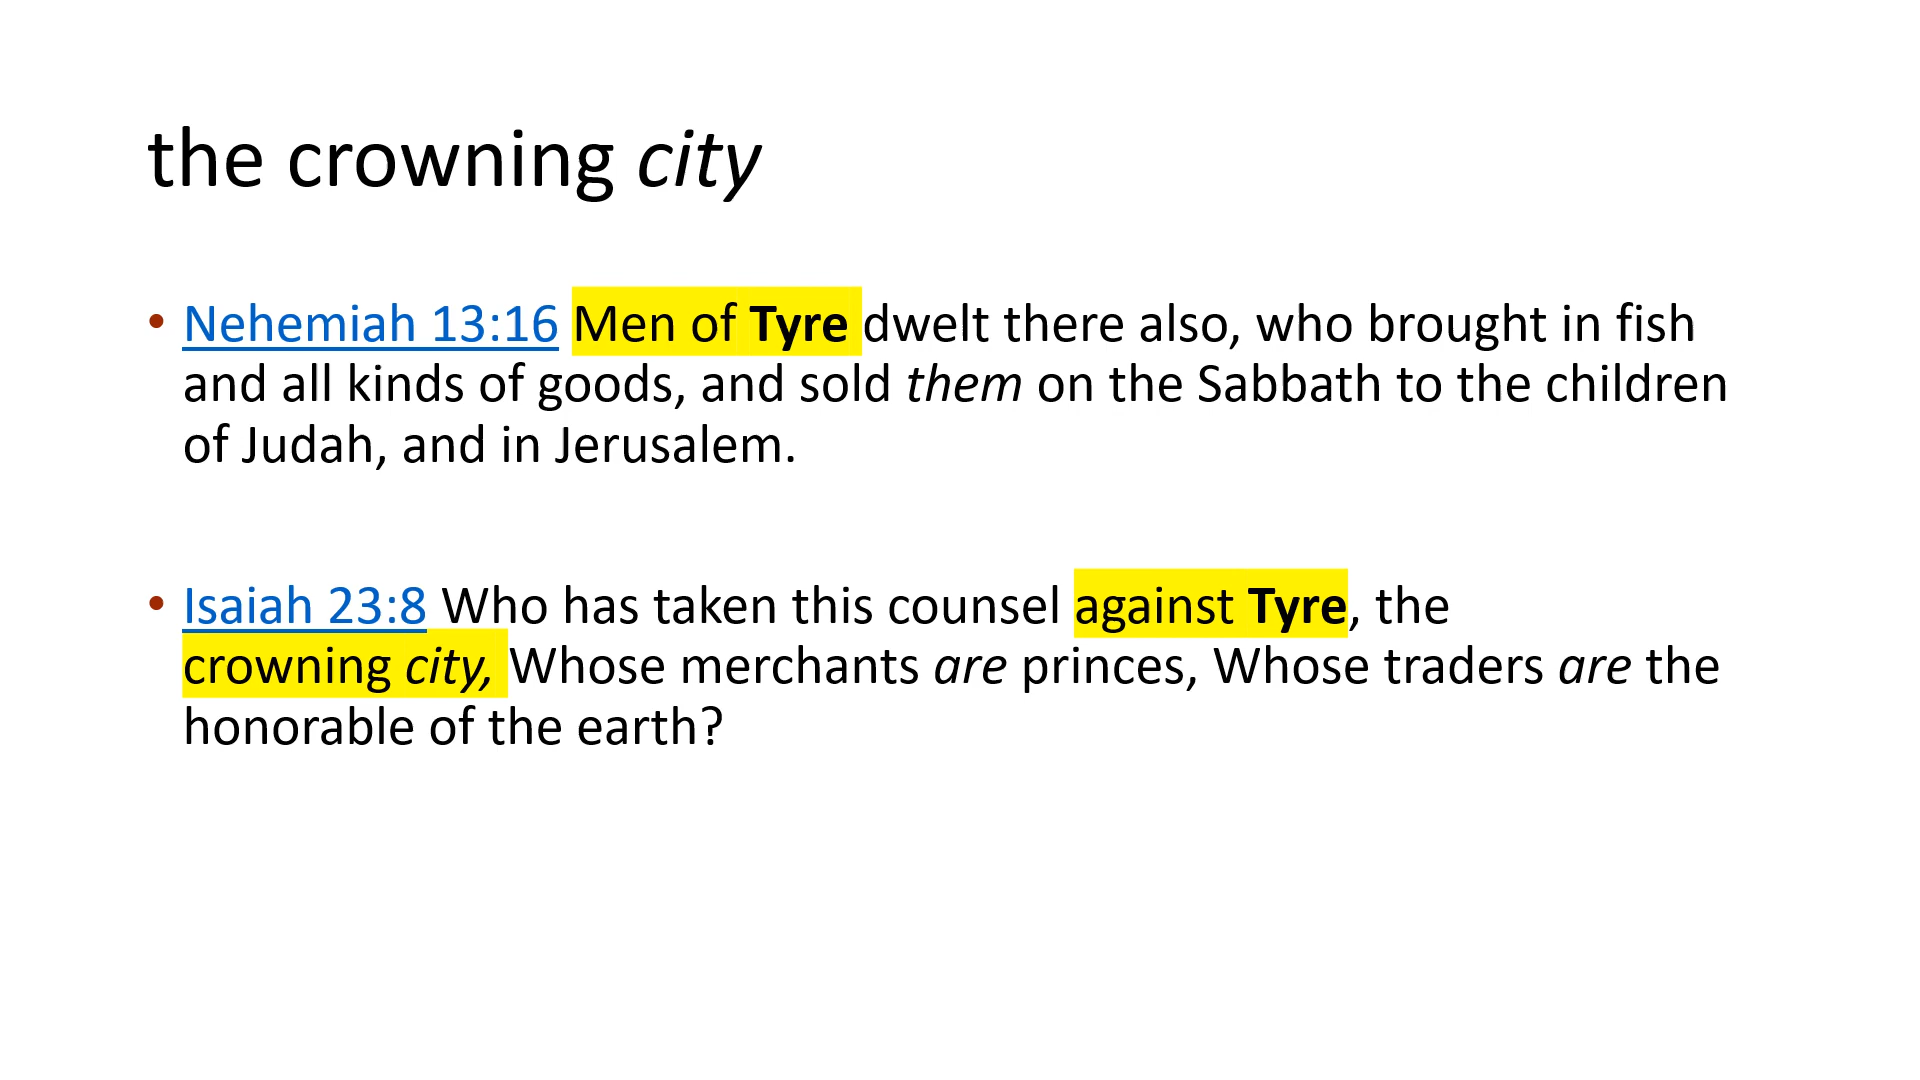 the crowning city
• Nehemiah 13:16 Men of Tyre dwelt there also, who brought in fish
and all kinds of goods, and sold them on the Sabbath to the children
of Judah, and in Jerusalem.
• Isaiah 23:8 Who has taken this counsel against Tyre, the
crowning city, Whose merchants are princes, Whose traders are the
honorable of the earth?